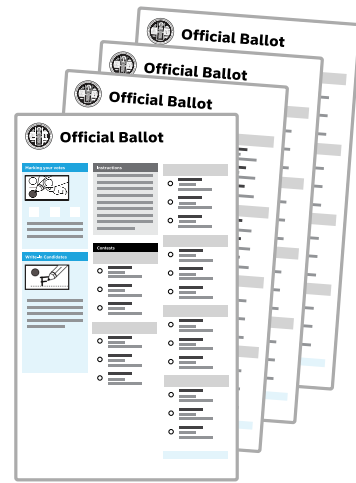 Official Ballot
Official Ballot
Official Ballot
Official Ballot
Marking your votes
Instructions
Contests
Write-In Candidates